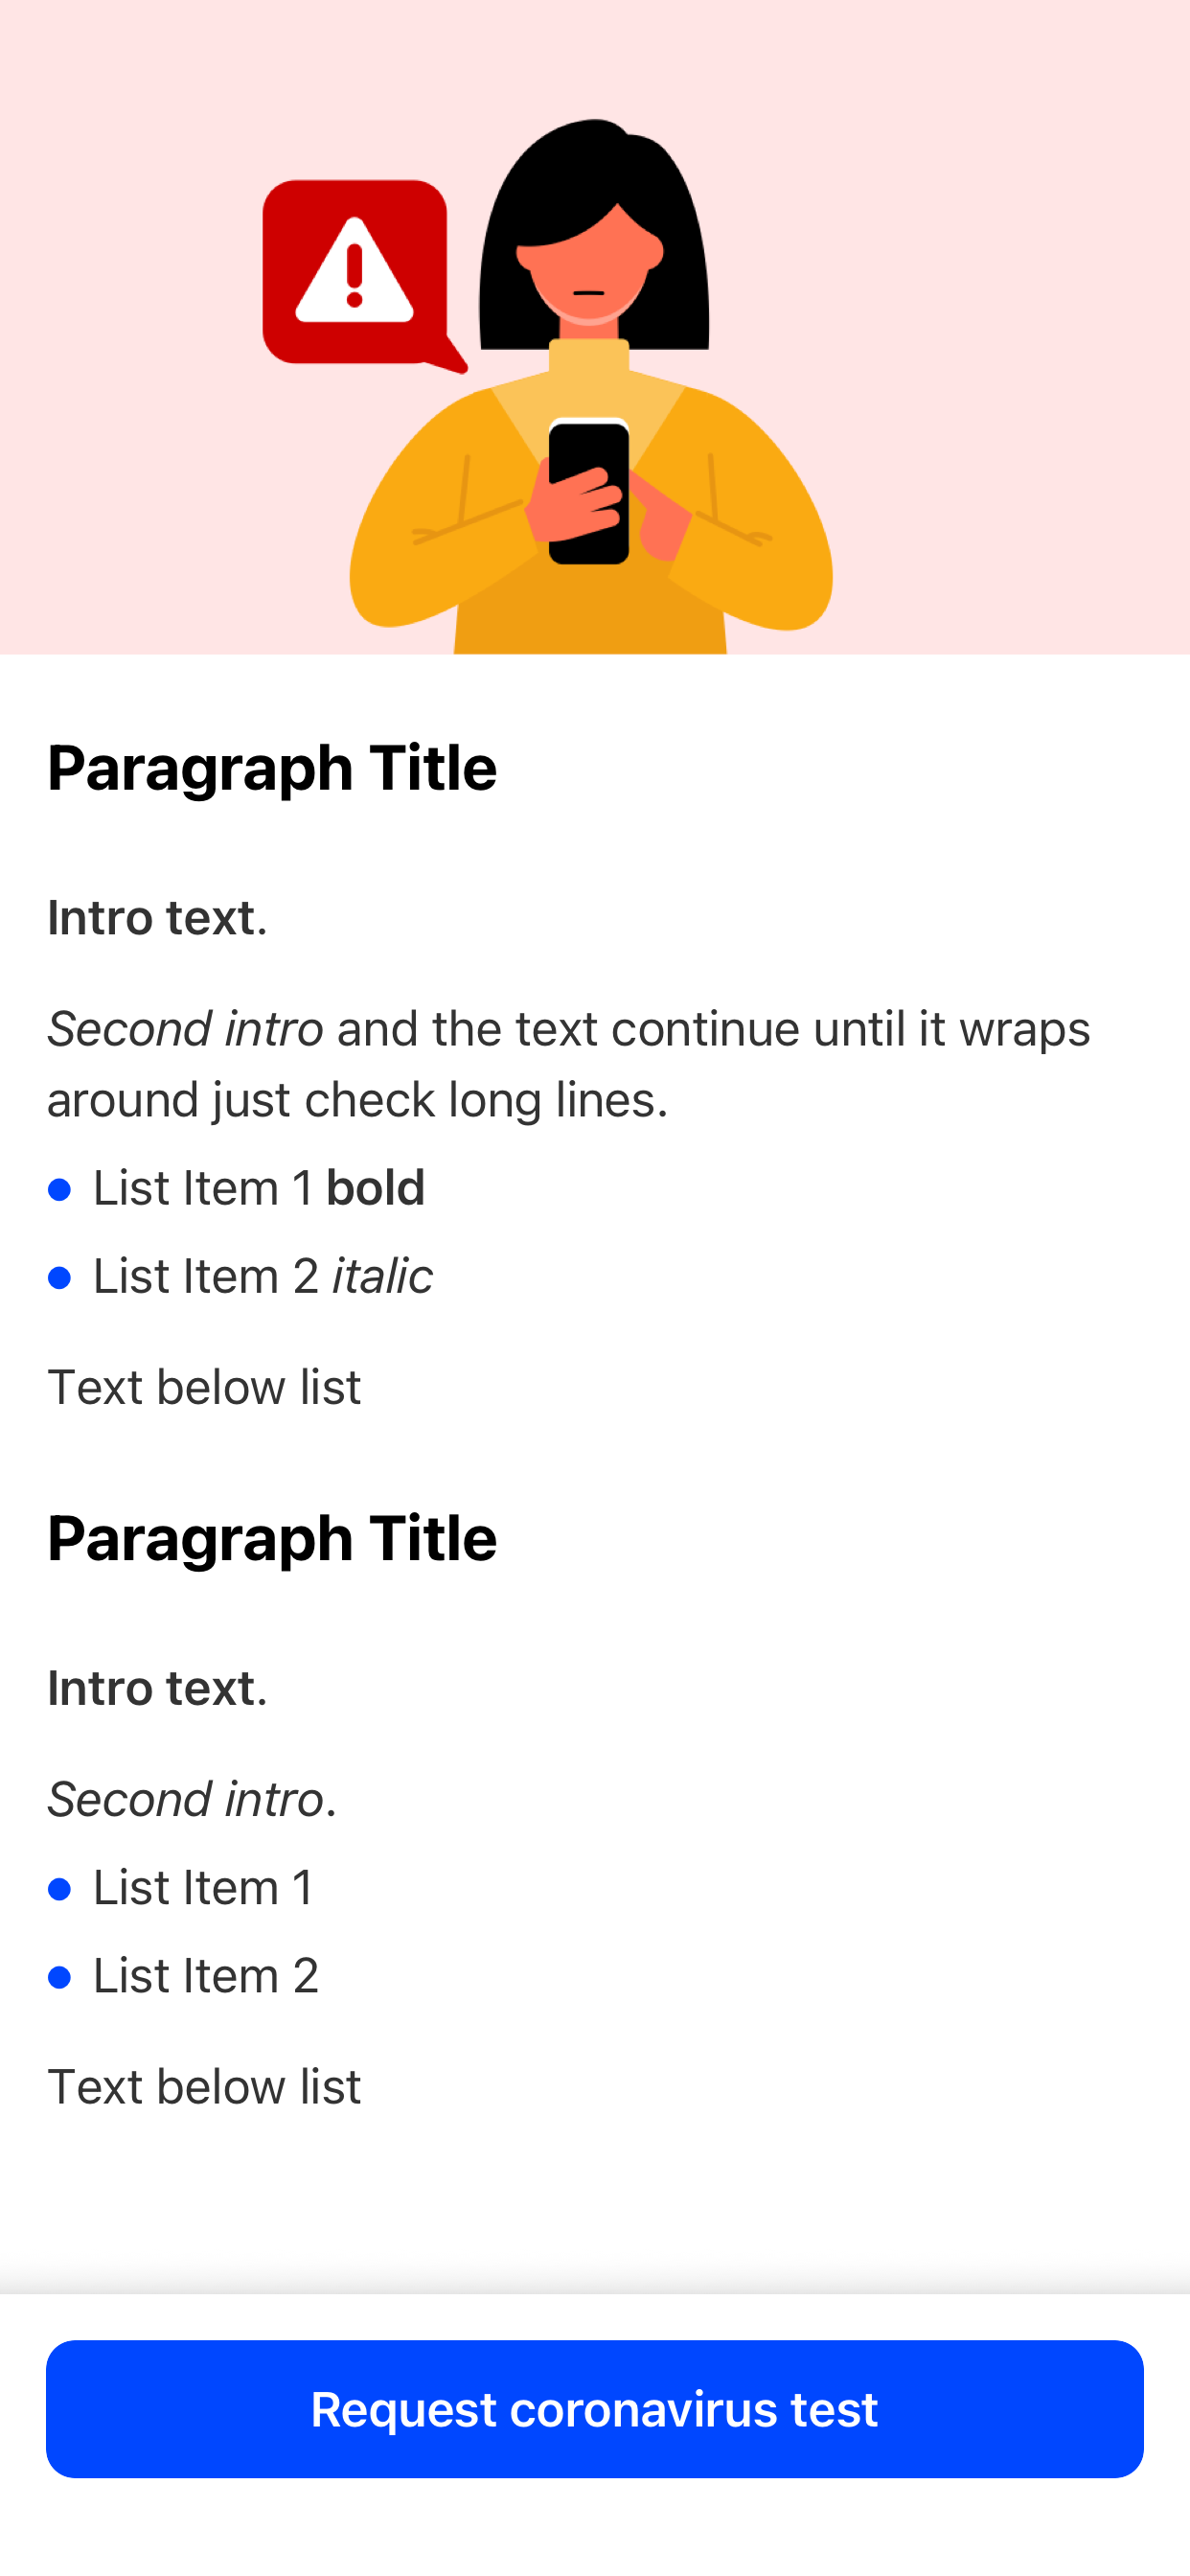 Paragraph Title
Intro text.
Second intro and the text continue until it wraps
around just check long lines.
List Item 1 bold
List Item 2 italic
Text below list
Paragraph Title
Intro text.
Second intro.
List Item 1
List Item 2
Text below list
Request coronavirus test